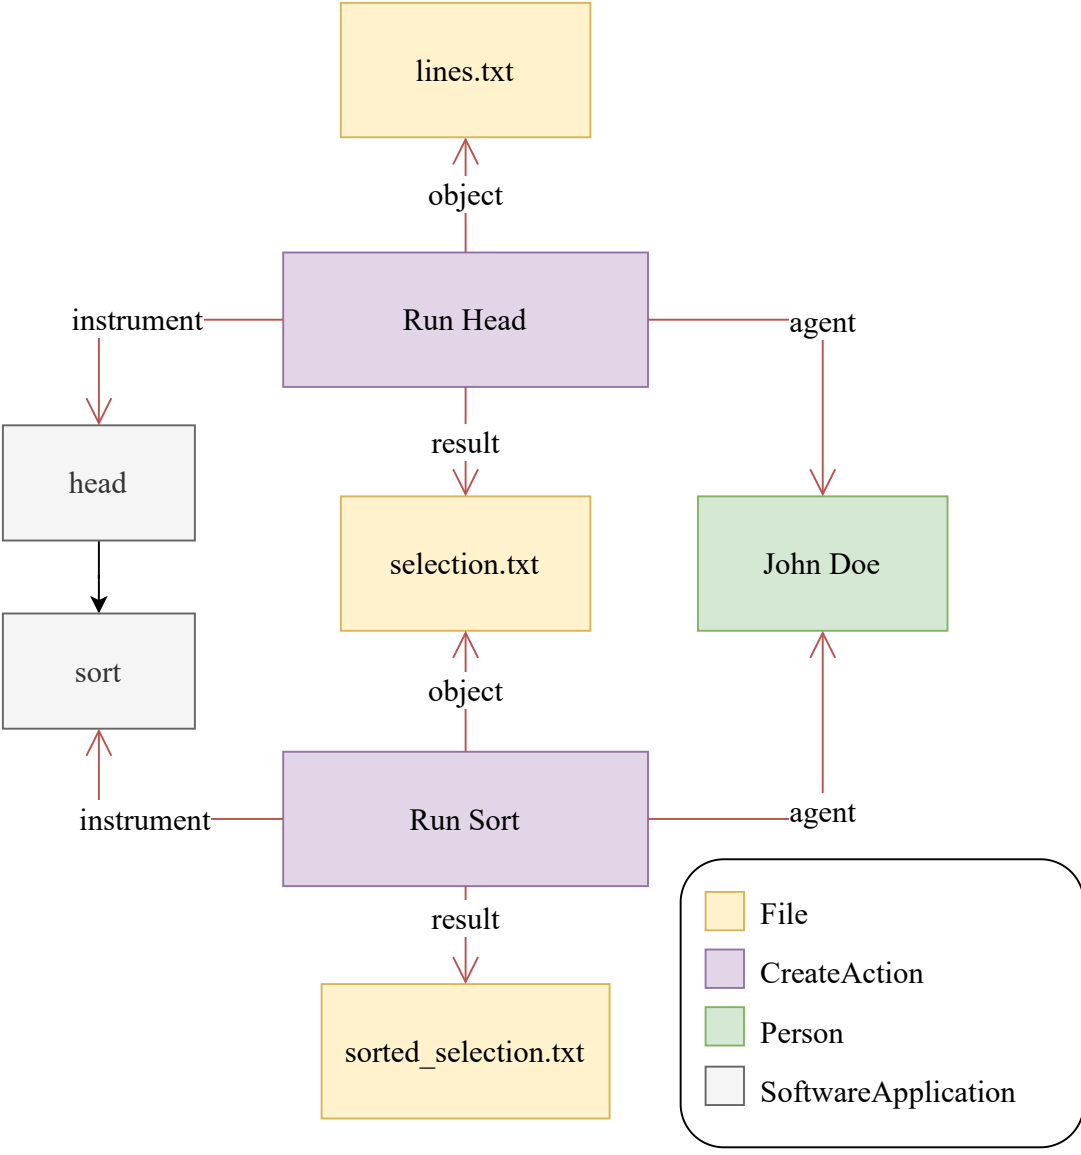 lines.txt
object
Run Head
instrument
agent
result
head
selection.txt
John Doe
sort
object
Run Sort
instrument
agent
result
sorted_selection.txt
File
CreateAction
Person
SoftwareApplication